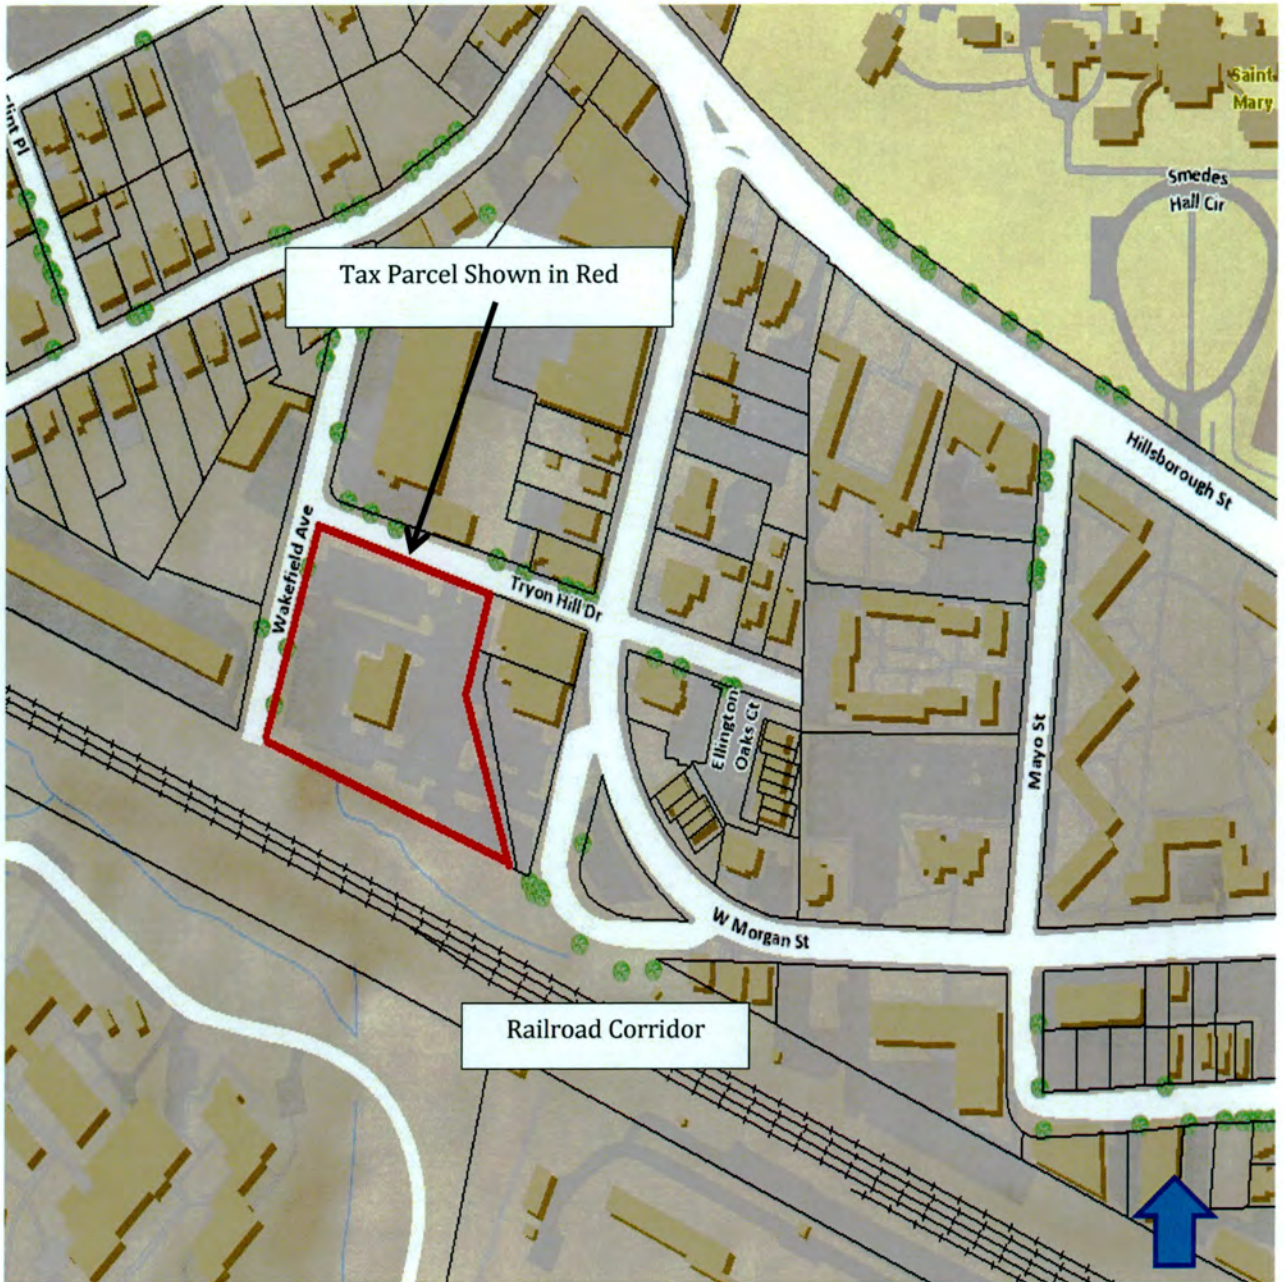 Saint
Mary
Smedes
Hall Cir
Tax Parcel Shown in Red
Hillsborough St
Wakefield Ave
Tryon Hill Dr
Ellington
Oaks Ct
Mayo St
W Morgan St
Railroad Corridor